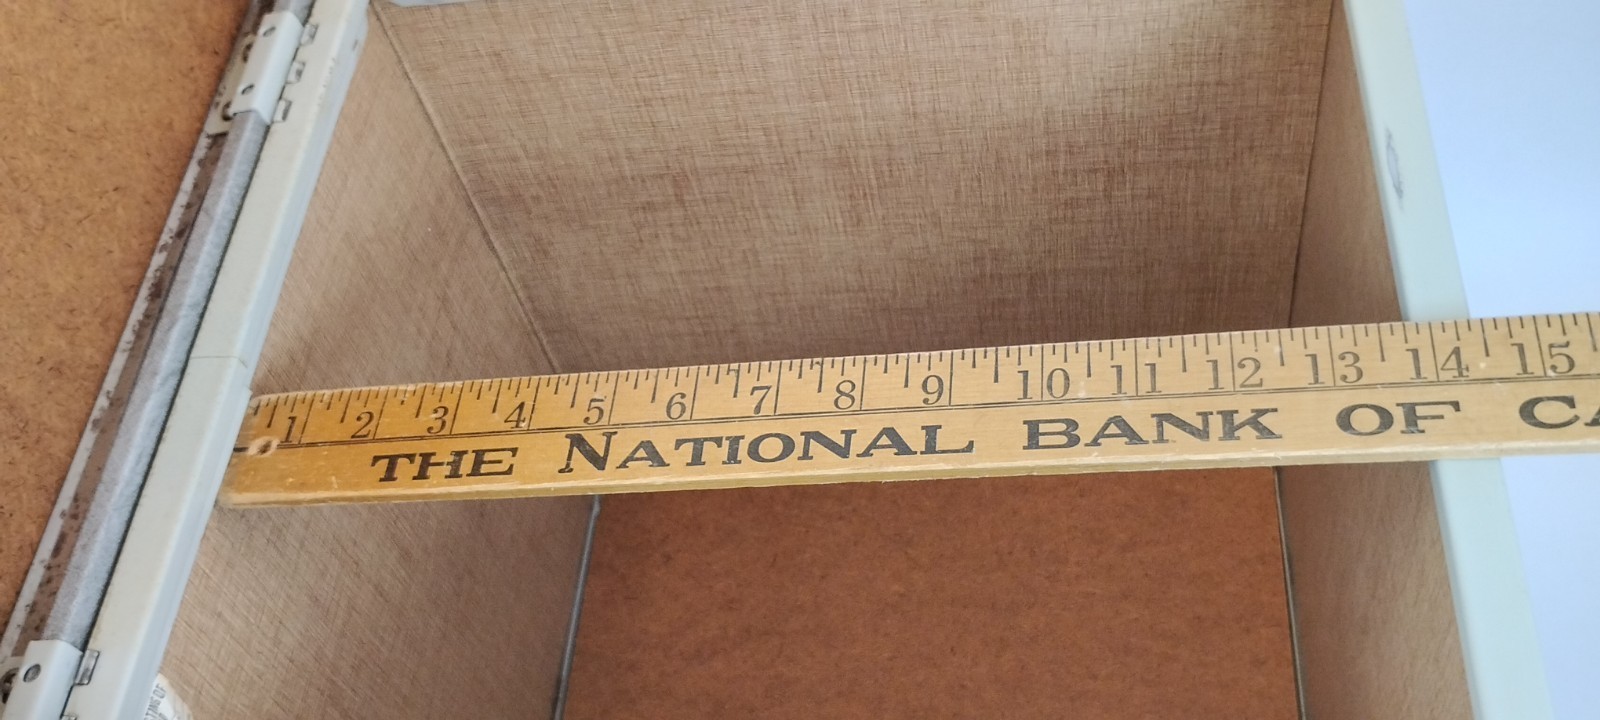 1 2 3 4 5 6 7 8 9 10 11 12 13 14 15
THE NATIONAL BANK OF CA